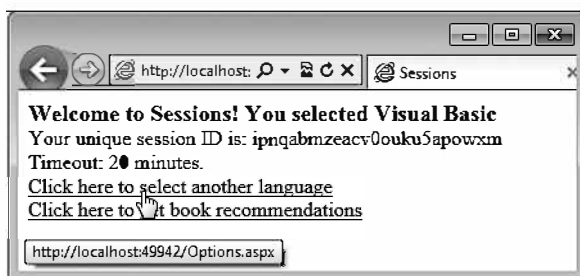 http://localhost:
Sessions
Welcome to Sessions! You selected Visual Basic
Your unique session ID is: ipnqabmzeacv0ouku5apowxm
Timeout: 20 minutes.
Click here to select another language
Click here to book recommendations
http://localhost:49942/Options.aspx